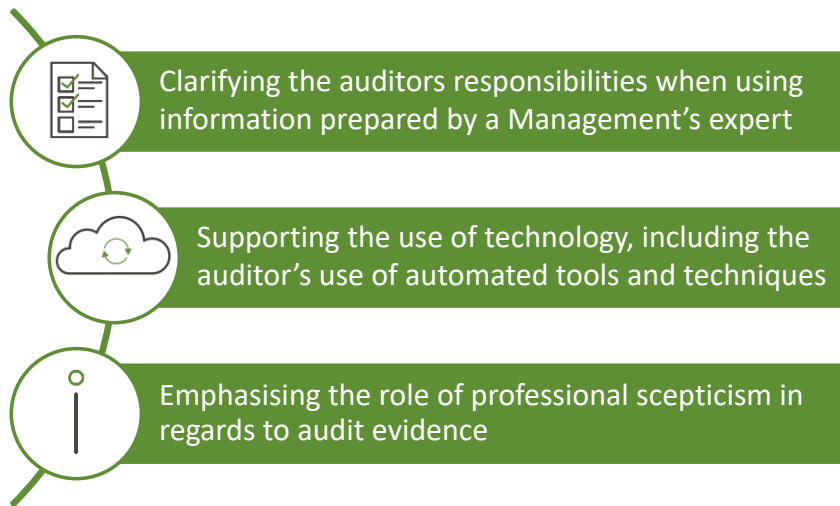 Clarifying the auditors responsibilities when using
information prepared by a Management’s expert
Supporting the use of technology, including the
auditor’s use of automated tools and techniques
Emphasising the role of professional scepticism in
regards to audit evidence